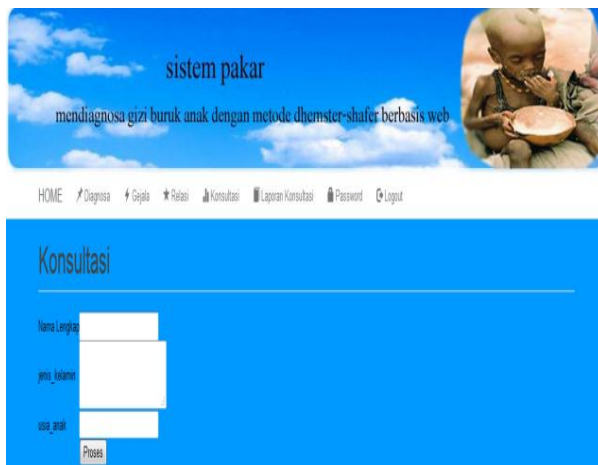 sistem pakar
mendiagnosa gizi buruk anak dengan metode dhemster-shafer berbasis web
HOME Diagnosa Gejala Relasi Konsultasi Laporan Konsultasi Password Logout
Konsultasi
Nama Lengkap
jenis_kelamin
usia_anak
Proses